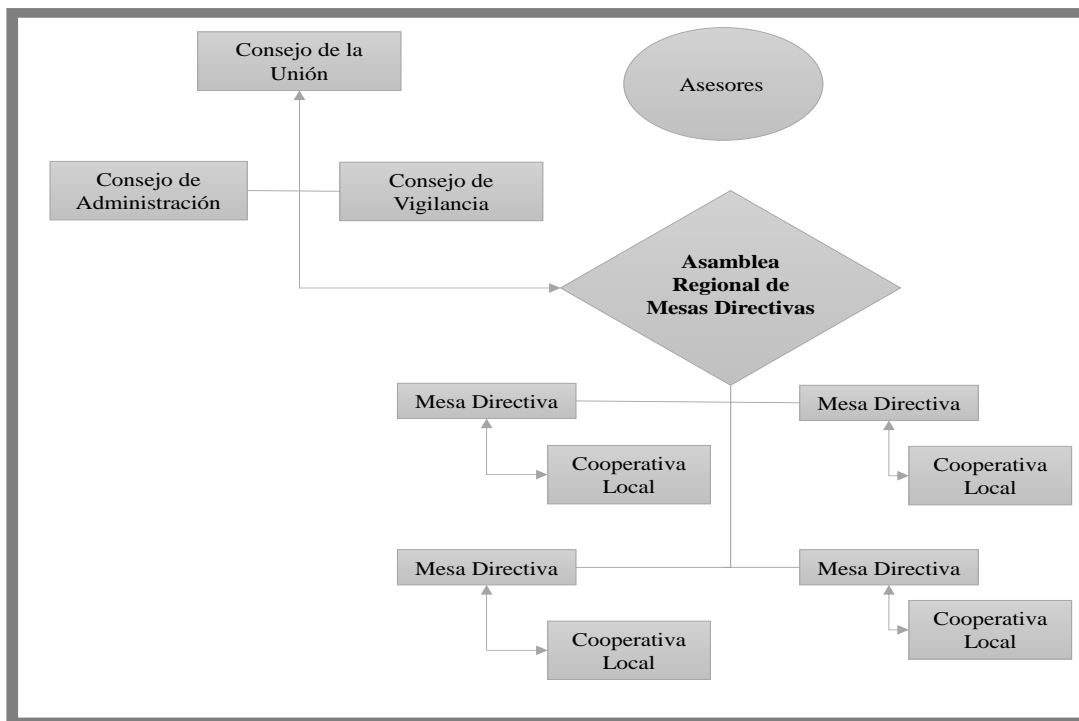 Consejo de la
Unión
Asesores
Consejo de
Administración
Consejo de
Vigilancia
Asamblea
Regional de
Mesas Directivas
Mesa Directiva
Mesa Directiva
Cooperativa
Local
Cooperativa
Local
Mesa Directiva
Mesa Directiva
Cooperativa
Local
Cooperativa
Local